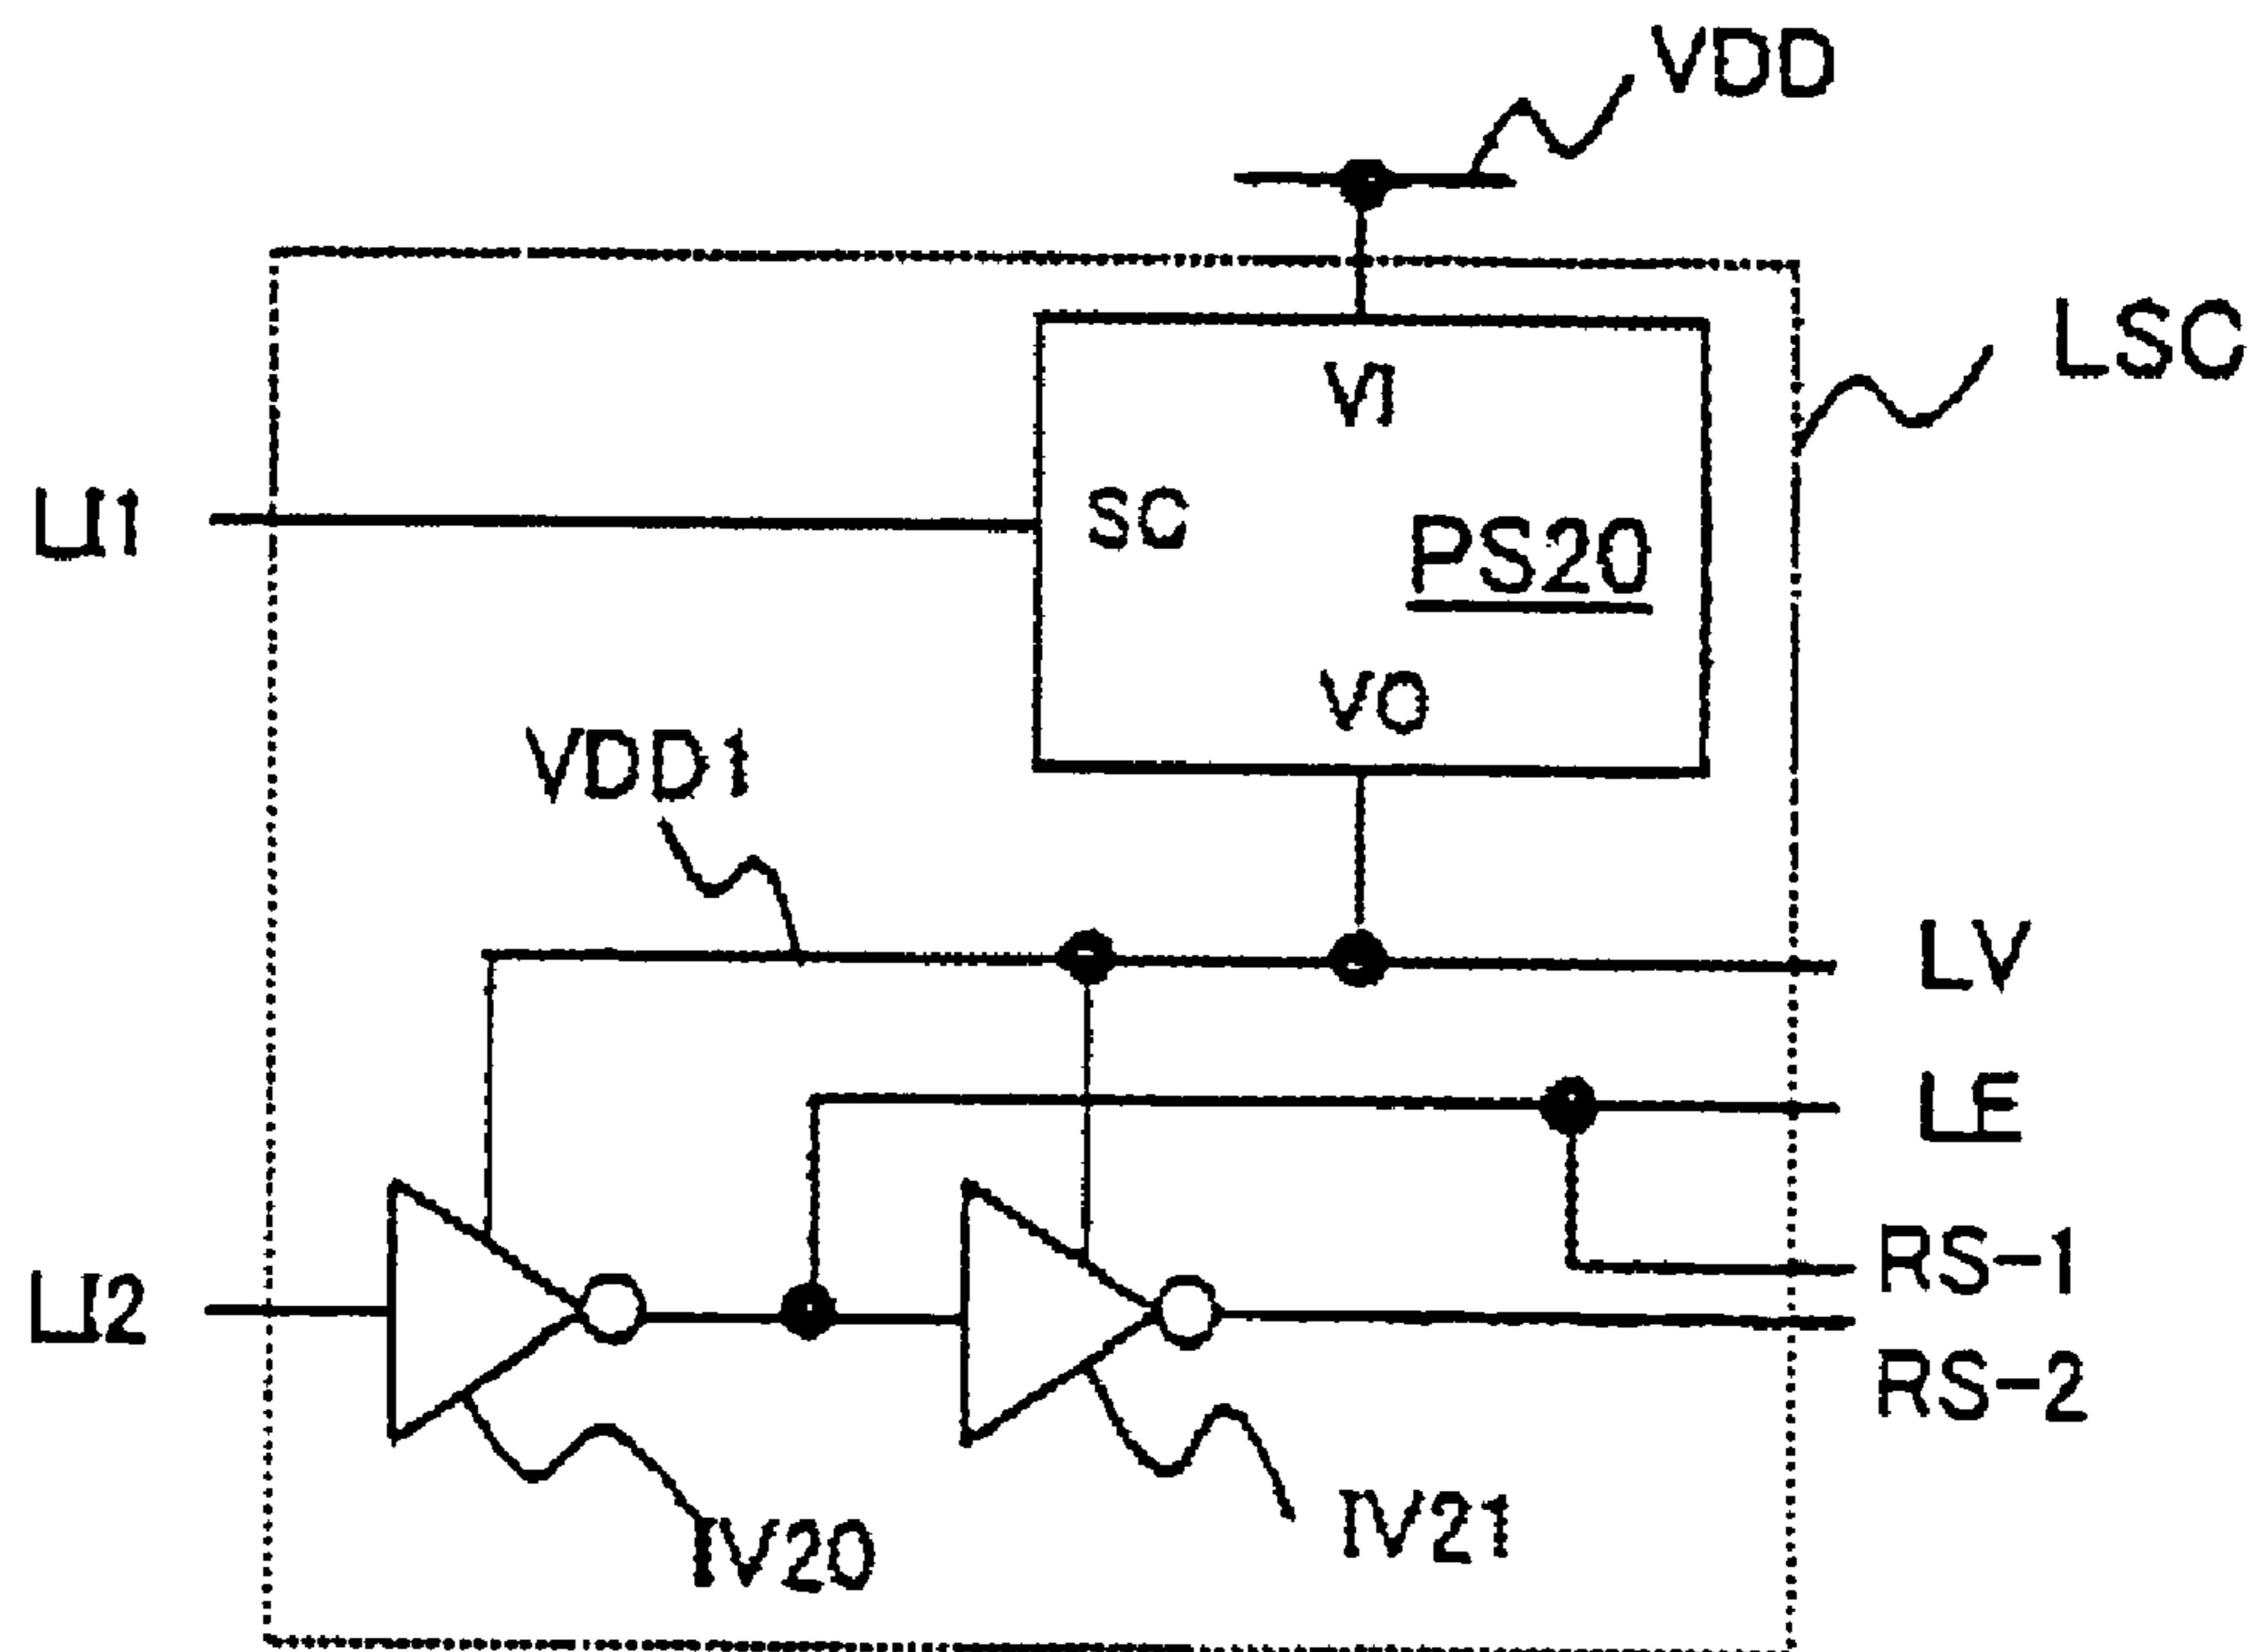 VDD
LSC
VI
LI1
SC
PS20
VO
VDD1
LV
LE
RS-1
LI2
RS-2
IV20
IV21